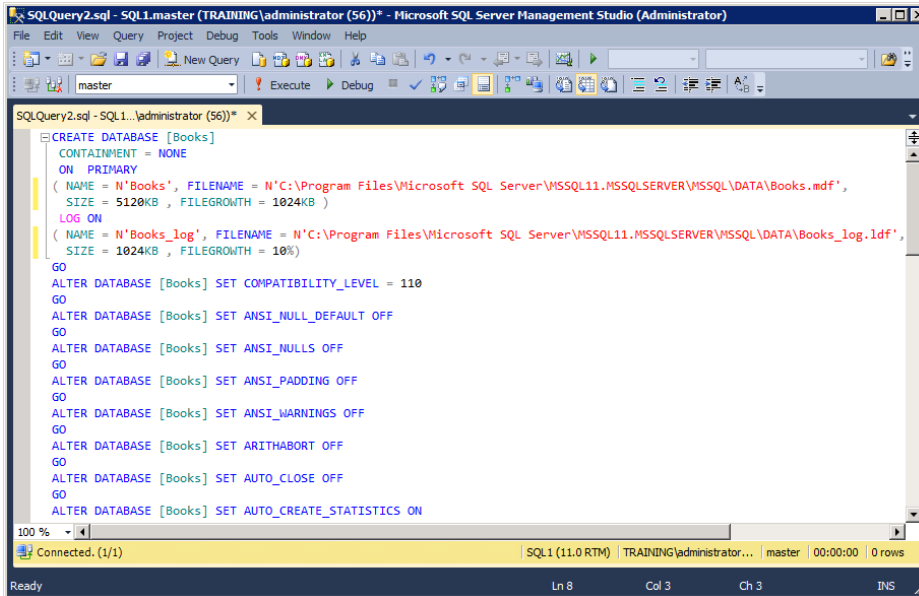 SQLQuery2.sql - SQL1.master (TRAINING\administrator (56))* - Microsoft SQL Server Management Studio (Administrator)
File Edit View Query Project Debug Tools Window Help
New Query
master Execute Debug
SQLQuery2.sql - SQL1...\administrator (56))*
CREATE DATABASE [Books]
CONTAINMENT = NONE
ON PRIMARY
( NAME = N'Books', FILENAME = N'C:\Program Files\Microsoft SQL Server\MSSQL11.MSSQLSERVER\MSSQL\DATA\Books.mdf',
SIZE = 5120KB , FILEGROWTH = 1024KB )
LOG ON
( NAME = N'Books_log', FILENAME = N'C:\Program Files\Microsoft SQL Server\MSSQL11.MSSQLSERVER\MSSQL\DATA\Books_log.ldf',
SIZE = 1024KB , FILEGROWTH = 10%)
GO
ALTER DATABASE [Books] SET COMPATIBILITY_LEVEL = 110
GO
ALTER DATABASE [Books] SET ANSI_NULL_DEFAULT OFF
GO
ALTER DATABASE [Books] SET ANSI_NULLS OFF
GO
ALTER DATABASE [Books] SET ANSI_PADDING OFF
GO
ALTER DATABASE [Books] SET ANSI_WARNINGS OFF
GO
ALTER DATABASE [Books] SET ARITHABORT OFF
GO
ALTER DATABASE [Books] SET AUTO_CLOSE OFF
GO
ALTER DATABASE [Books] SET AUTO_CREATE_STATISTICS ON
100 %
Connected. (1/1) SQL1 (11.0 RTM) TRAINING\administrator... master 00:00:00 0 rows
Ready Ln 8 Col 3 Ch 3 INS